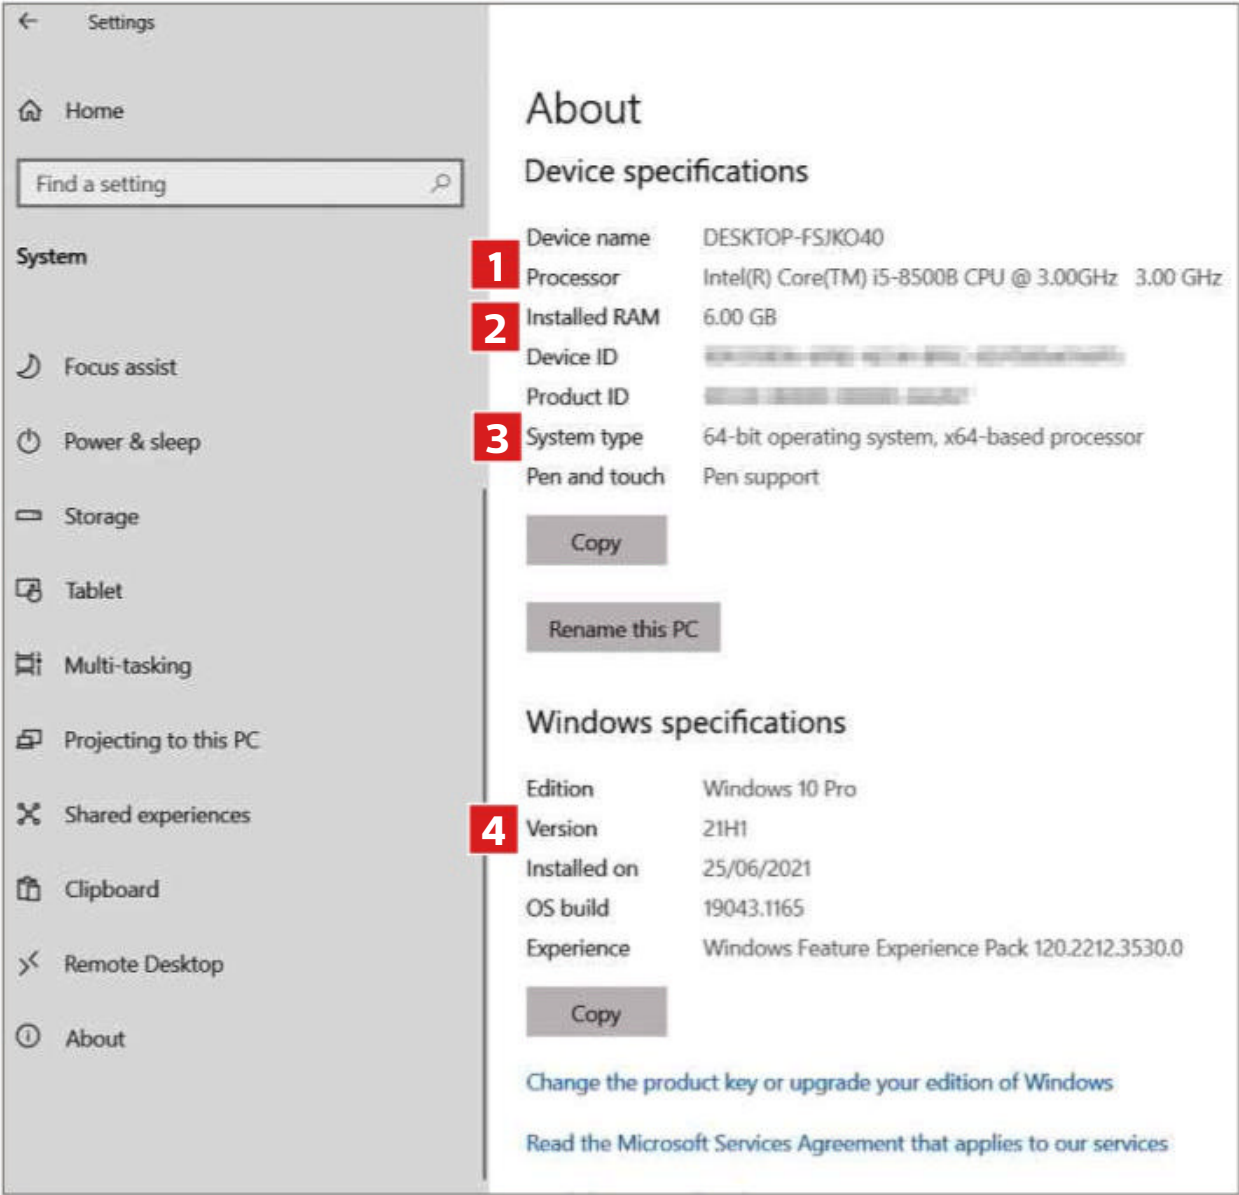 Settings
Home
Find a setting
System
Focus assist
Power & sleep
Storage
Tablet
Multi-tasking
Projecting to this PC
Shared experiences
Clipboard
Remote Desktop
About
About
Device specifications
Device name DESKTOP-FSJKO40
1 Processor Intel(R) Core(TM) i5-8500B CPU @ 3.00GHz 3.00 GHz
2 Installed RAM 6.00 GB
Device ID
Product ID
3 System type 64-bit operating system, x64-based processor
Pen and touch Pen support
Copy
Rename this PC
Windows specifications
Edition Windows 10 Pro
4 Version 21H1
Installed on 25/06/2021
OS build 19043.1165
Experience Windows Feature Experience Pack 120.2212.3530.0
Copy
Change the product key or upgrade your edition of Windows
Read the Microsoft Services Agreement that applies to our services